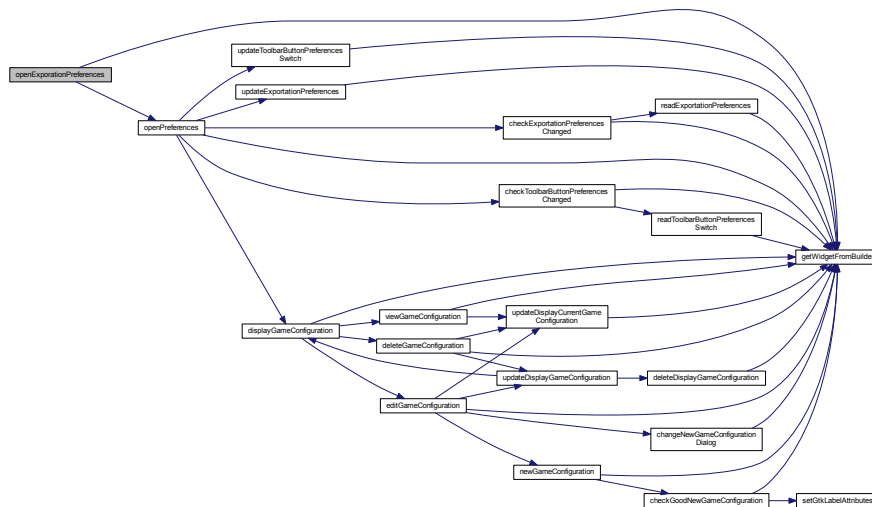 updateToolbarButtonPreferences
Switch
openExporationPreferences
updateExportationPreferences
readExportationPreferences
openPreferences
checkExportationPreferences
Changed
checkToolbarButtonPreferences
Changed
readToolbarButtonPreferences
Switch
getWidgetFromBuilder
viewGameConfiguration
updateDisplayCurrentGame
Configuration
displayGameConfiguration
deleteGameConfiguration
updateDisplayGameConfiguration
deleteDisplayGameConfiguration
editGameConfiguration
changeNewGameConfiguration
Dialog
newGameConfiguration
checkGoodNewGameConfiguration
setGtkLabelAttributes